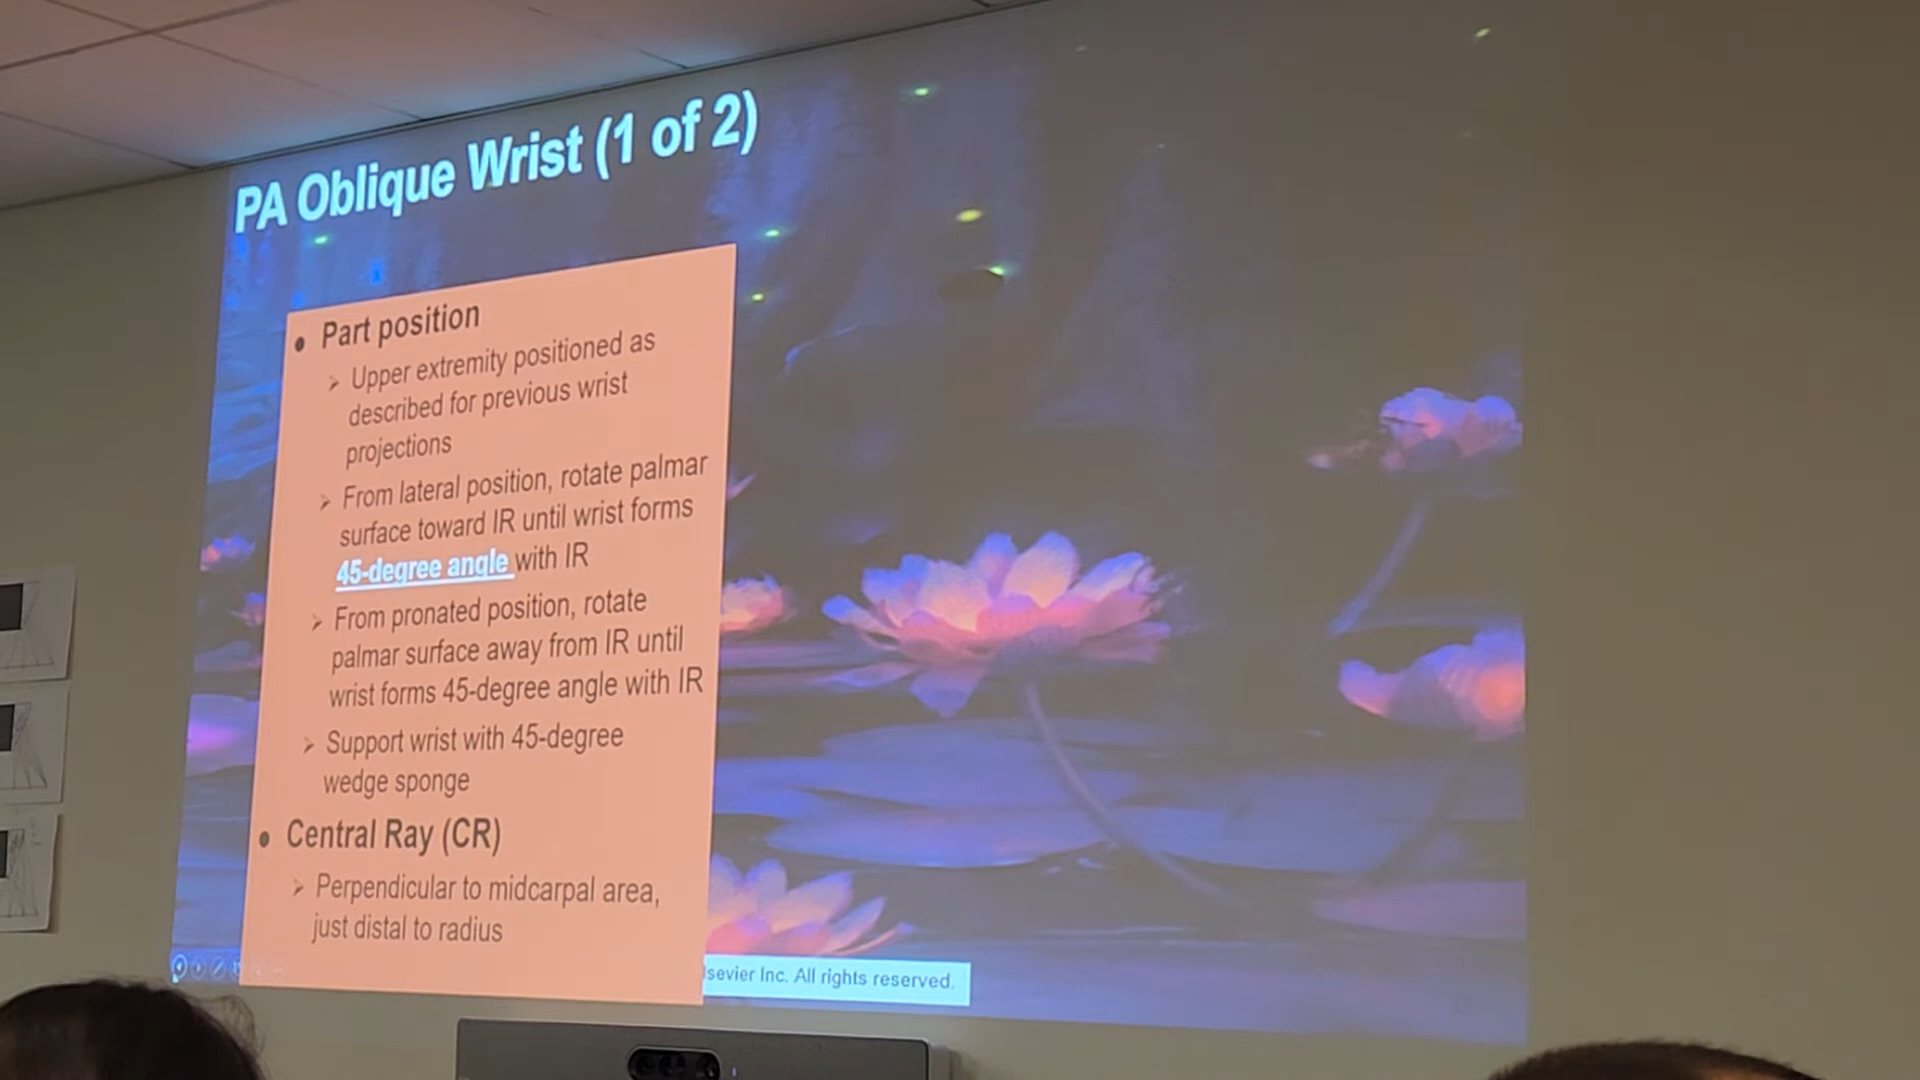 PA Oblique Wrist (1 of 2)
• Part position
➢ Upper extremity positioned as
described for previous wrist
projections
➢ From lateral position, rotate palmar
surface toward IR until wrist forms
45-degree angle with IR
➢ From pronated position, rotate
palmar surface away from IR until
wrist forms 45-degree angle with IR
➢ Support wrist with 45-degree
wedge sponge
• Central Ray (CR)
➢ Perpendicular to midcarpal area,
just distal to radius
lsevier Inc. All rights reserved.